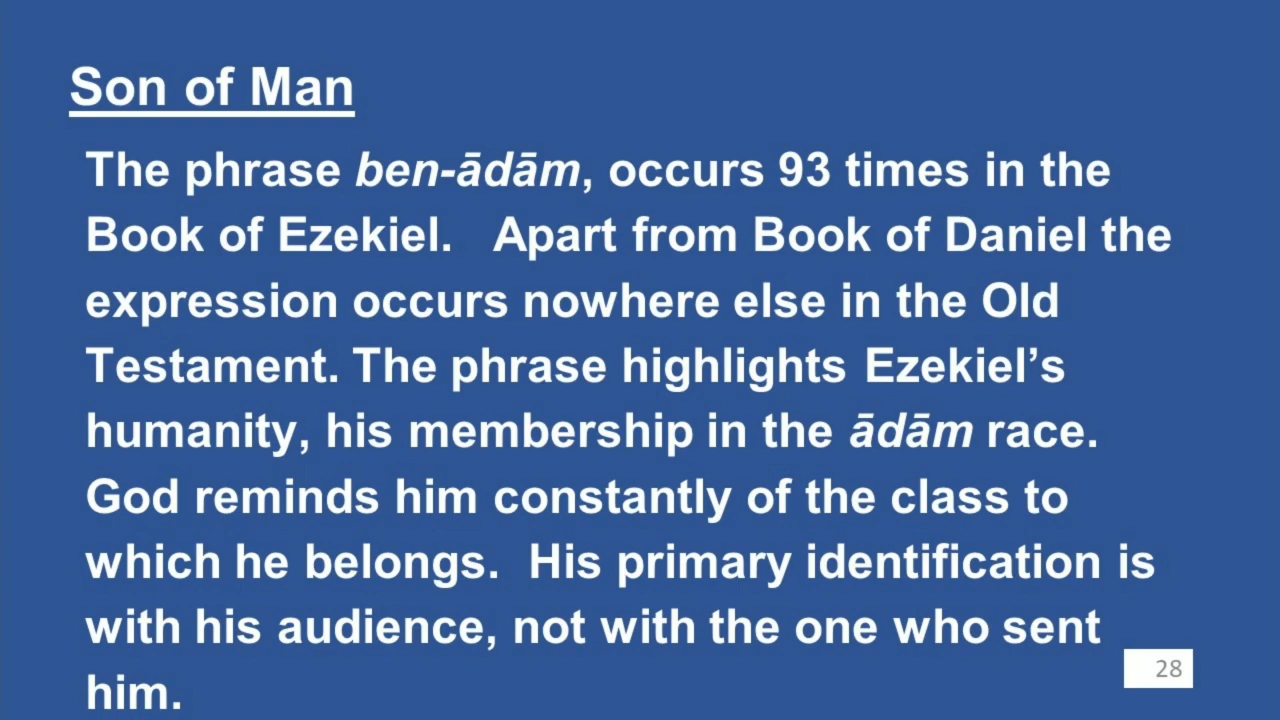 Son of Man
The phrase ben-ādām, occurs 93 times in the
Book of Ezekiel.   Apart from Book of Daniel the
expression occurs nowhere else in the Old
Testament. The phrase highlights Ezekiel’s
humanity, his membership in the ādām race.
God reminds him constantly of the class to
which he belongs.  His primary identification is
with his audience, not with the one who sent
him.
28